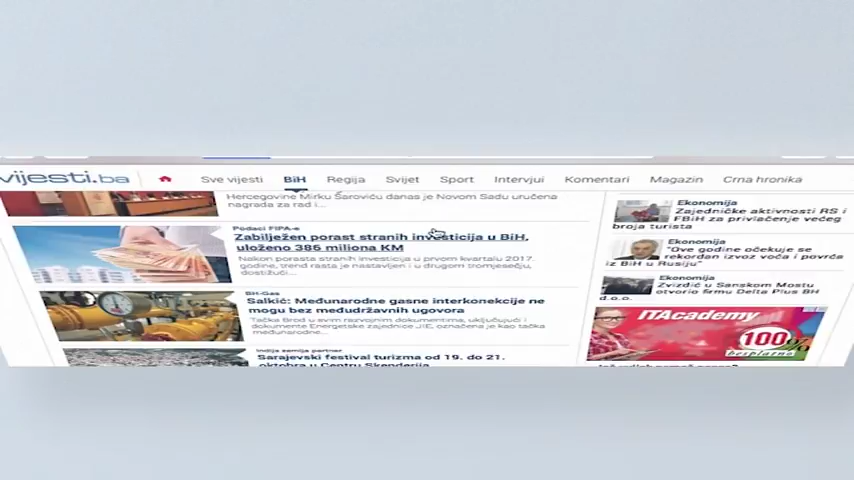 vijesti.ba
Sve vijesti BiH Regija Svijet Sport Intervjui Komentari Magazin Crna hronika
Hercegovine Mirku Šaroviću danas je Novom Sadu uručena
nagrada za rad i...
Podaci FIPA-e
Zabilježen porast stranih investicija u BiH,
uloženo 386 miliona KM
Nakon porasta stranih investicija u prvom kvartalu 2017.
godine, trend rasta je nastavljen i u drugom tromjesečju,
dostižući...
BH-Gas
Salkić: Međunarodne gasne interkonekcije ne
mogu bez međudržavnih ugovora
Tačka Brod u svim razvojnim dokumentima, uključujući i
dokumente Energetske zajednice JIE, označena je kao tačka
međunarodne...
Indija zemlja partner
Sarajevski festival turizma od 19. do 21.
oktobra u Centru Skenderija
Ekonomija
Zajedničke aktivnosti RS i
FBiH za privlačenje većeg
broja turista
Ekonomija
"Ove godine očekuje se
rekordan izvoz voća i povrća
iz BiH u Rusiju"
Ekonomija
Zvizdić u Sanskom Mostu
otvorio firmu Delta Plus BH
d.o.o.
ITAcademy
100%
besplatno